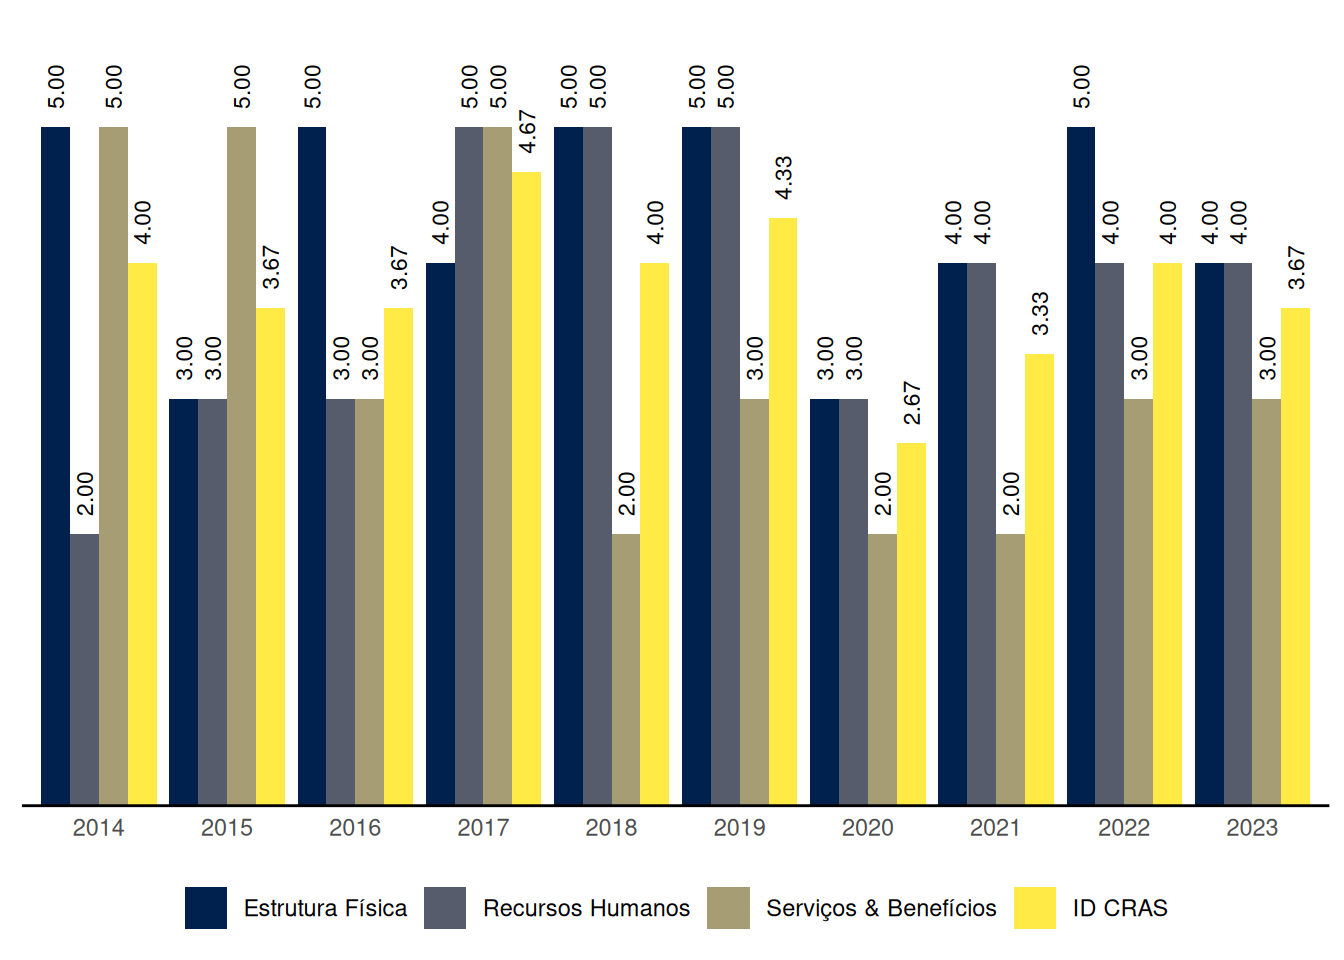 5.00 2.00 5.00 4.00 3.00 3.00 5.00 3.67 5.00 3.00 3.00 3.67 4.00 5.00 5.00 4.67 5.00 5.00 2.00 4.00 5.00 5.00 3.00 4.33 3.00 3.00 2.00 2.67 4.00 4.00 2.00 3.33 5.00 4.00 3.00 4.00 4.00 4.00 3.00 3.67
2014 2015 2016 2017 2018 2019 2020 2021 2022 2023
Estrutura Física Recursos Humanos Serviços & Benefícios ID CRAS